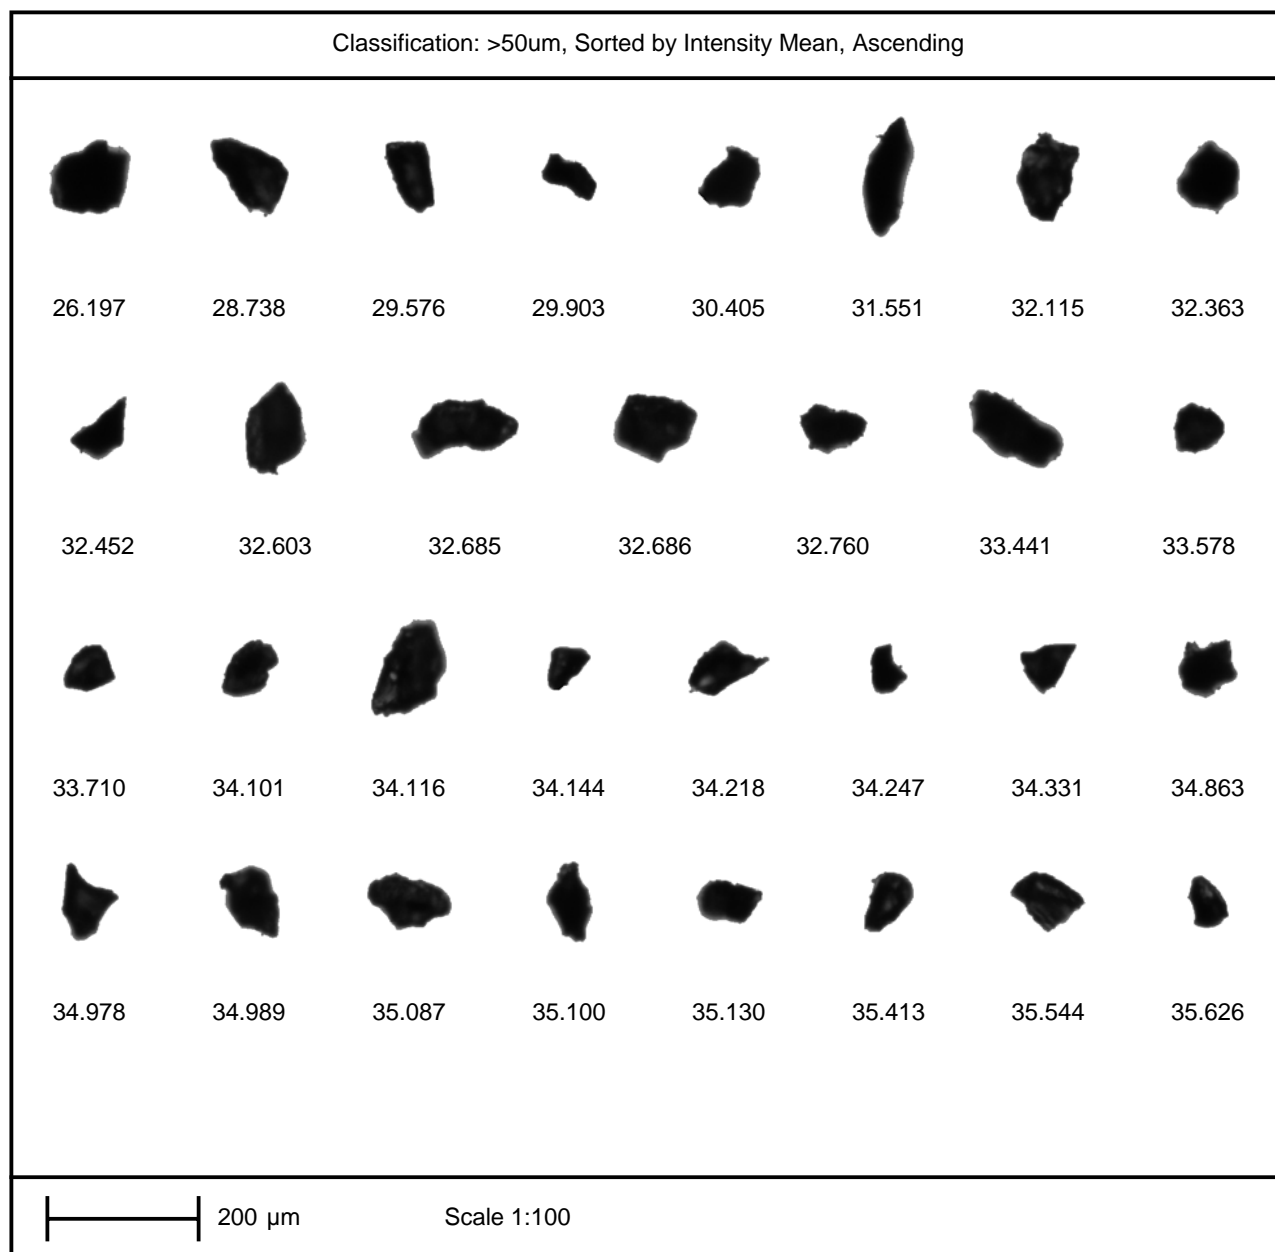 Classification: >50um, Sorted by Intensity Mean, Ascending
26.197 28.738 29.576 29.903 30.405 31.551 32.115 32.363
32.452 32.603 32.685 32.686 32.760 33.441 33.578
33.710 34.101 34.116 34.144 34.218 34.247 34.331 34.863
34.978 34.989 35.087 35.100 35.130 35.413 35.544 35.626
200 µm Scale 1:100